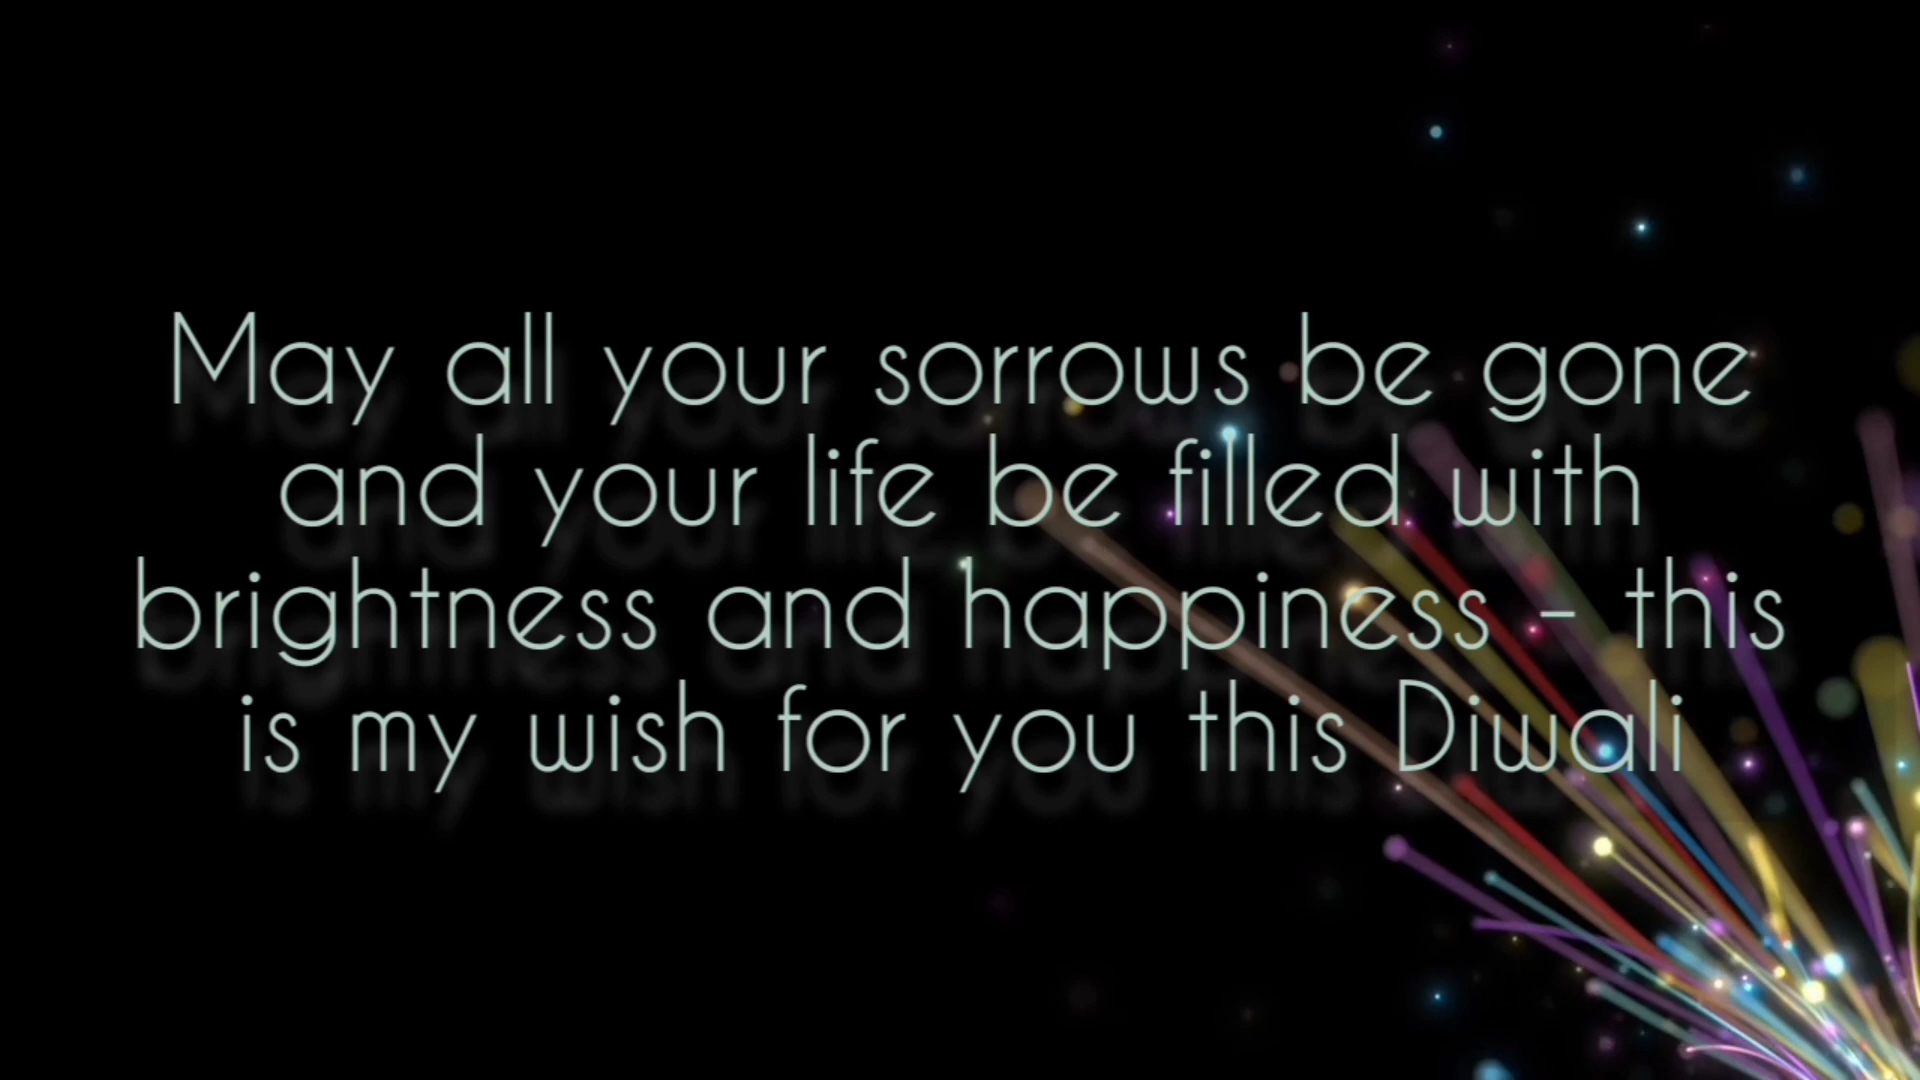 May all your sorrows be gone
and your life be filled with
brightness and happiness - this
is my wish for you this Diwali